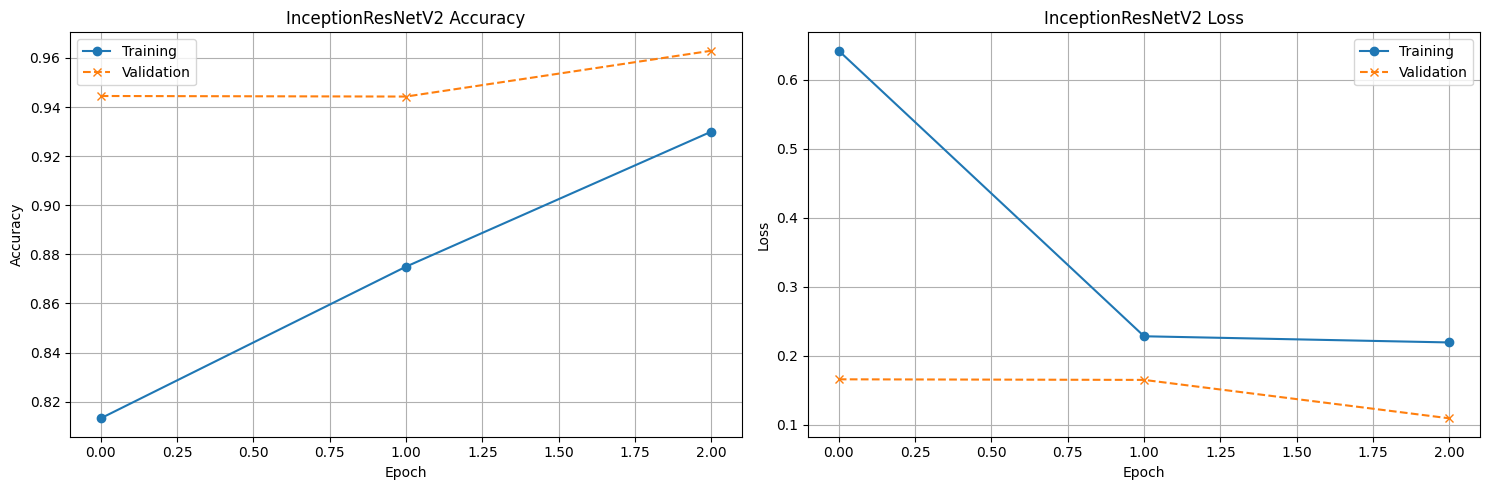 InceptionResNetV2 Accuracy
Training
Validation
0.96
0.94
0.92
0.90
0.88
0.86
0.84
0.82
Accuracy
0.00 0.25 0.50 0.75 1.00 1.25 1.50 1.75 2.00
Epoch
InceptionResNetV2 Loss
Training
Validation
0.6
0.5
0.4
0.3
0.2
0.1
Loss
0.00 0.25 0.50 0.75 1.00 1.25 1.50 1.75 2.00
Epoch